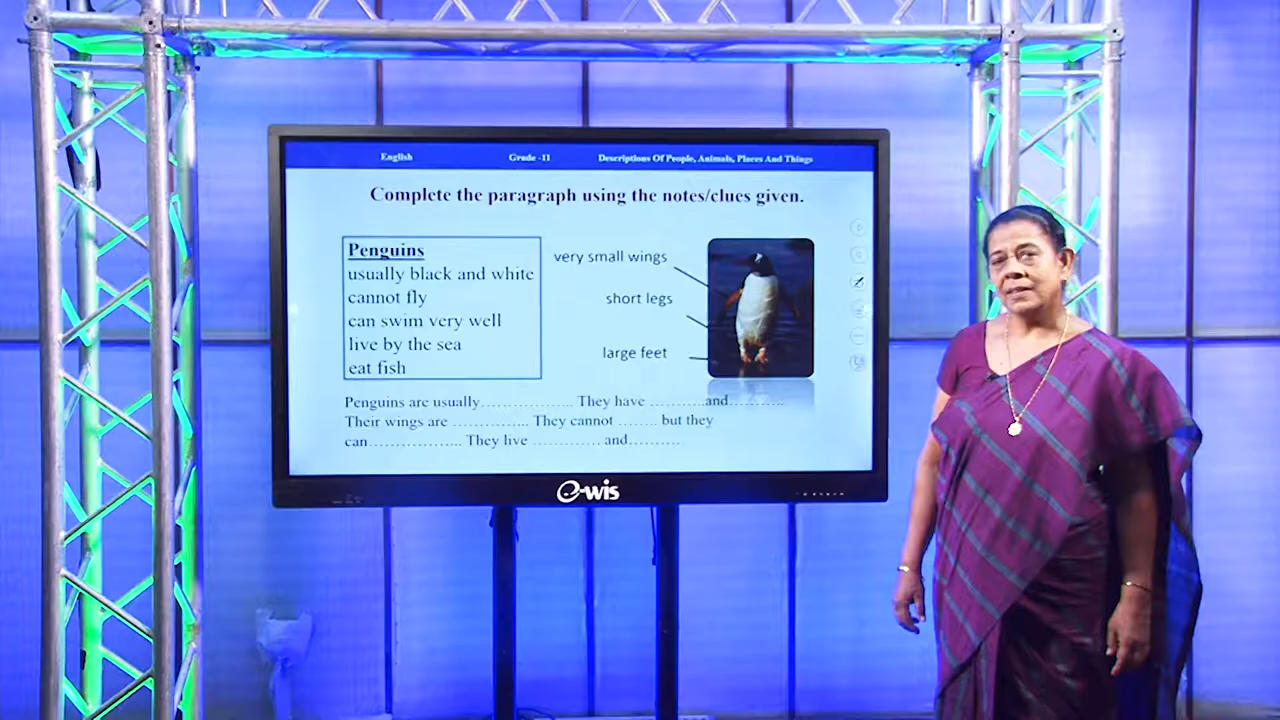 English Grade -11 Descriptions Of People, Animals, Places And Things
Complete the paragraph using the notes/clues given.
Penguins
usually black and white
cannot fly
can swim very well
live by the sea
eat fish
very small wings
short legs
large feet
Penguins are usually……………... They have ……….and……….
Their wings are …………... They cannot …….. but they
can……………... They live ………… and………
e-wis